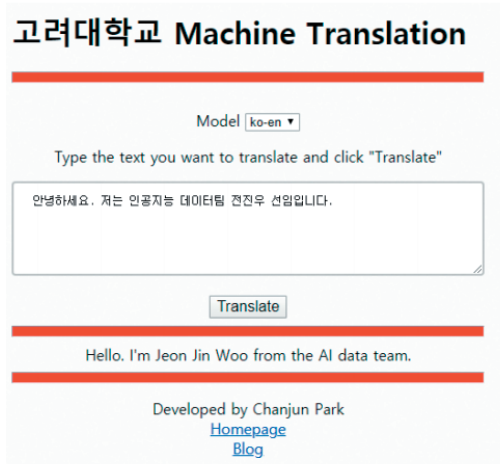 고려대학교 Machine Translation
Model ko-en ▼
Type the text you want to translate and click "Translate"
안녕하세요. 저는 인공지능 데이터팀 전진우 선임입니다.
Translate
Hello. I'm Jeon Jin Woo from the AI data team.
Developed by Chanjun Park
Homepage
Blog